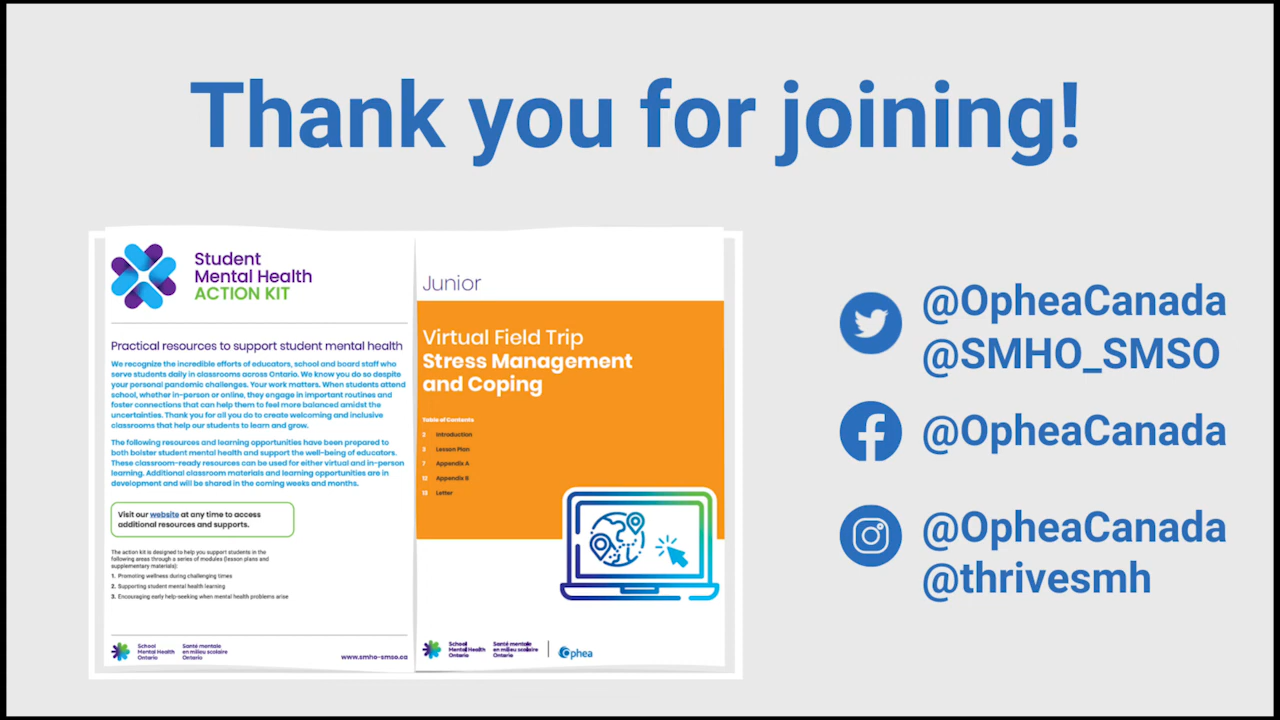 Thank you for joining!
Student
Mental Health
ACTION KIT
Practical resources to support student mental health
We recognize the incredible efforts of educators, school and board staff who
serve students daily in classrooms across Ontario. We know you do so despite
your personal pandemic challenges. Your work matters. When students attend
school, whether in-person or online, they engage in important routines and
foster connections that can help them to feel more balanced amidst the
uncertainties. Thank you for all you do to create welcoming and inclusive
classrooms that help our students to learn and grow.
The following resources and learning opportunities have been prepared to
both bolster student mental health and support the well-being of educators.
These classroom-ready resources can be used for either virtual and in-person
learning. Additional classroom materials and learning opportunities are in
development and will be shared in the coming weeks and months.
Visit our website at any time to access
additional resources and supports.
The action kit is designed to help you support students in the
following areas through a series of modules (lesson plans and
supplementary materials):
1. Promoting wellness during challenging times
2. Supporting student mental health learning
3. Encouraging early help-seeking when mental health problems arise
School
Mental Health
Ontario
Santé mentale
en milieu scolaire
Ontario
www.smho-smso.ca
Junior
Virtual Field Trip
Stress Management
and Coping
Table of Contents
2 Introduction
3 Lesson Plan
7 Appendix A
12 Appendix B
13 Letter
School
Mental Health
Ontario
Santé mentale
en milieu scolaire
Ontario
Ophea
@OpheaCanada
@SMHO_SMSO
@OpheaCanada
@OpheaCanada
@thrivesmh